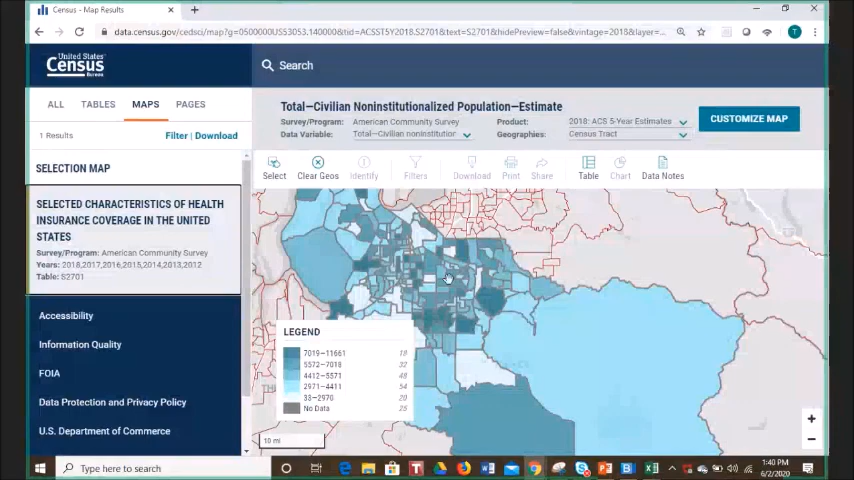 Census - Map Results
data.census.gov/cedsci/map?g=0500000US53053.140000&tid=ACSST5Y2018.S2701&text=S2701&hidePreview=false&vintage=2018&layer=...
United States
Census
Bureau
Search
ALL TABLES MAPS PAGES
1 Results Filter | Download
SELECTION MAP
SELECTED CHARACTERISTICS OF HEALTH
INSURANCE COVERAGE IN THE UNITED
STATES
Survey/Program: American Community Survey
Years: 2018,2017,2016,2015,2014,2013,2012
Table: S2701
Accessibility
Information Quality
FOIA
Data Protection and Privacy Policy
U.S. Department of Commerce
Total—Civilian Noninstitutionalized Population—Estimate
Survey/Program: American Community Survey Product: 2018: ACS 5-Year Estimates
Data Variable: Total—Civilian noninstitution Geographies: Census Tract
CUSTOMIZE MAP
Select Clear Geos Identify Filters Download Print Share Table Chart Data Notes
LEGEND
7019—11661 18
5572—7018 32
4412—5571 48
2971—4411 54
33—2970 20
No Data 25
10 mi
Type here to search
1:40 PM
6/2/2020